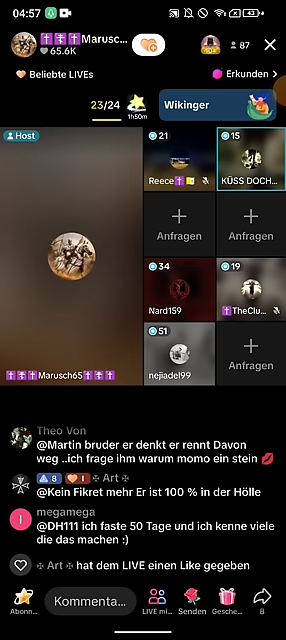 04:57
43
✝️✝️✝️Marusc...
65.6K
87
Beliebte LIVEs
Erkunden >
23/24
1h50m
Wikinger
Host
21
15
Reece✝️
KÜSS DOCH...
Anfragen
Anfragen
34
19
Nard159
✝️TheClu...
51
Anfragen
nejiadel99
✝️✝️✝️Marusch65✝️✝️✝️
Theo Von
@Martin bruder er denkt er rennt Davon
weg ..ich frage ihm warum momo ein stein 💋
8 I ✠ Art ✠
@Kein Fikret mehr Er ist 100 % in der Hölle
megamega
@DH111 ich faste 50 Tage und ich kenne viele
die das machen :)
✠ Art ✠ hat dem LIVE einen Like gegeben
Abonn...
Kommenta...
LIVE mi...
Senden
Gesche...
8